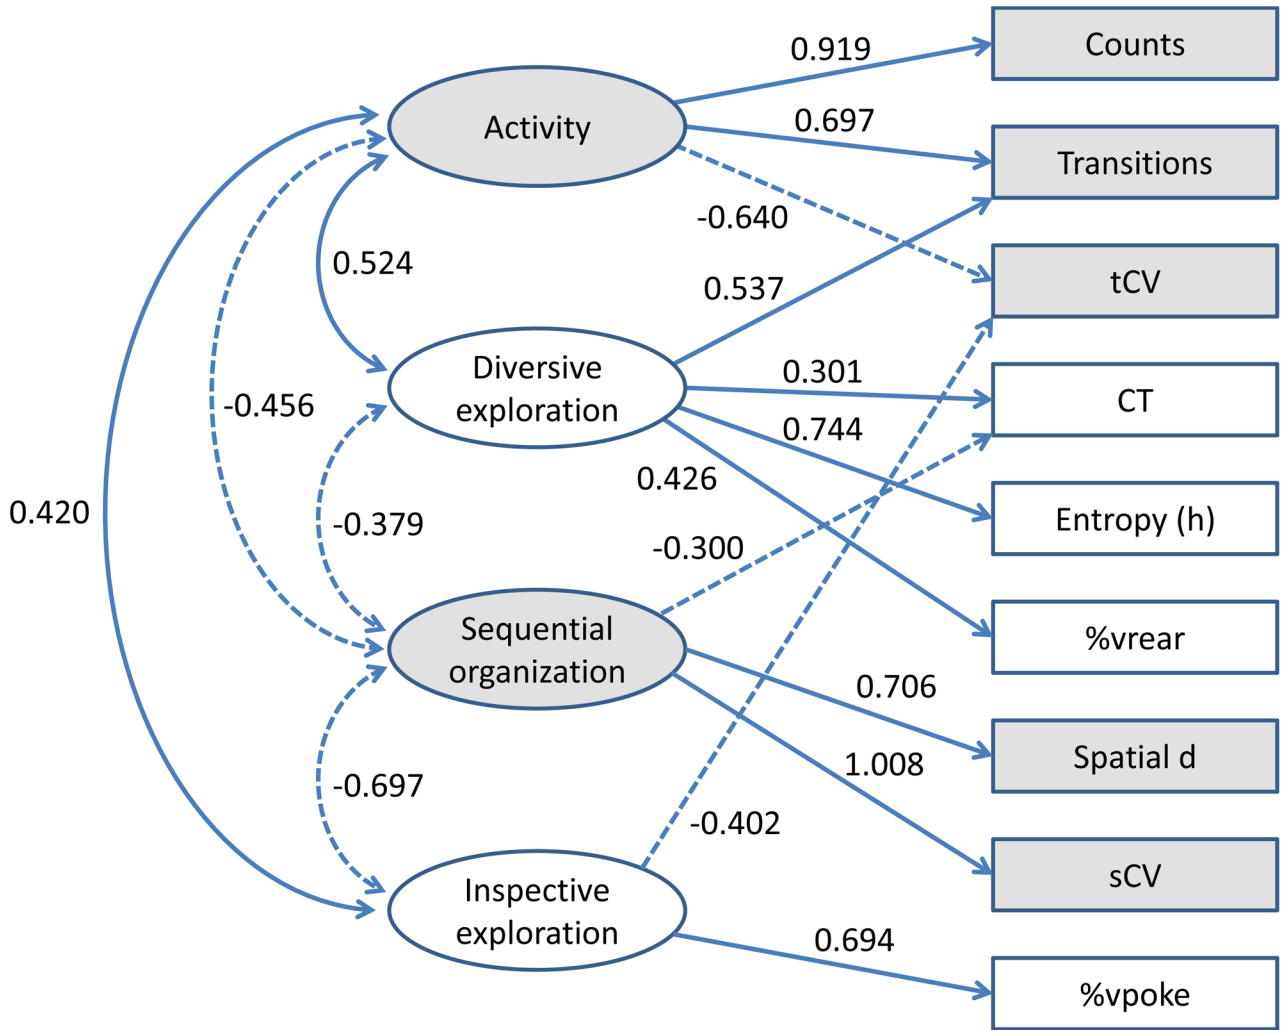 Counts
0.919
Activity
0.697
Transitions
-0.640
0.524
tCV
0.537
Diversive
exploration
0.301
CT
-0.456
0.744
0.426
Entropy (h)
0.420
-0.379
-0.300
Sequential
organization
%vrear
0.706
Spatial d
1.008
-0.697
-0.402
sCV
Inspective
exploration
0.694
%vpoke